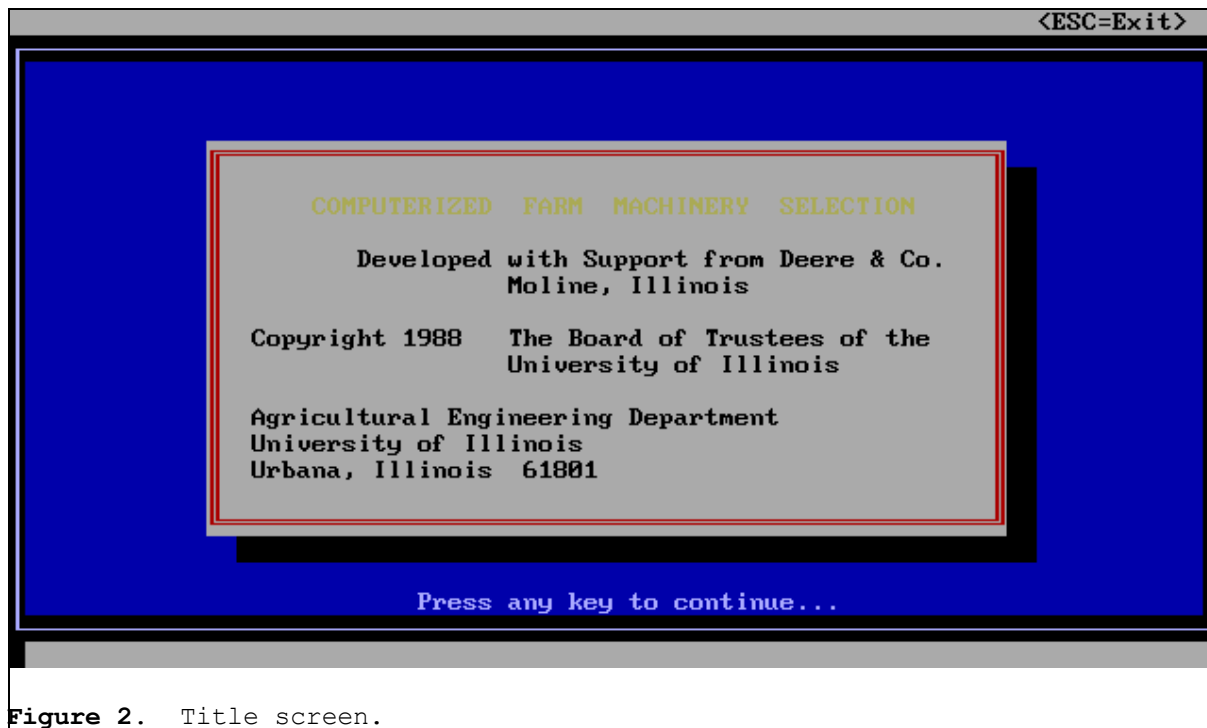 <ESC=Exit>
COMPUTERIZED FARM MACHINERY SELECTION
Developed with Support from Deere & Co.
Moline, Illinois
Copyright 1988 The Board of Trustees of the
University of Illinois
Agricultural Engineering Department
University of Illinois
Urbana, Illinois 61801
Press any key to continue...
Figure 2. Title screen.